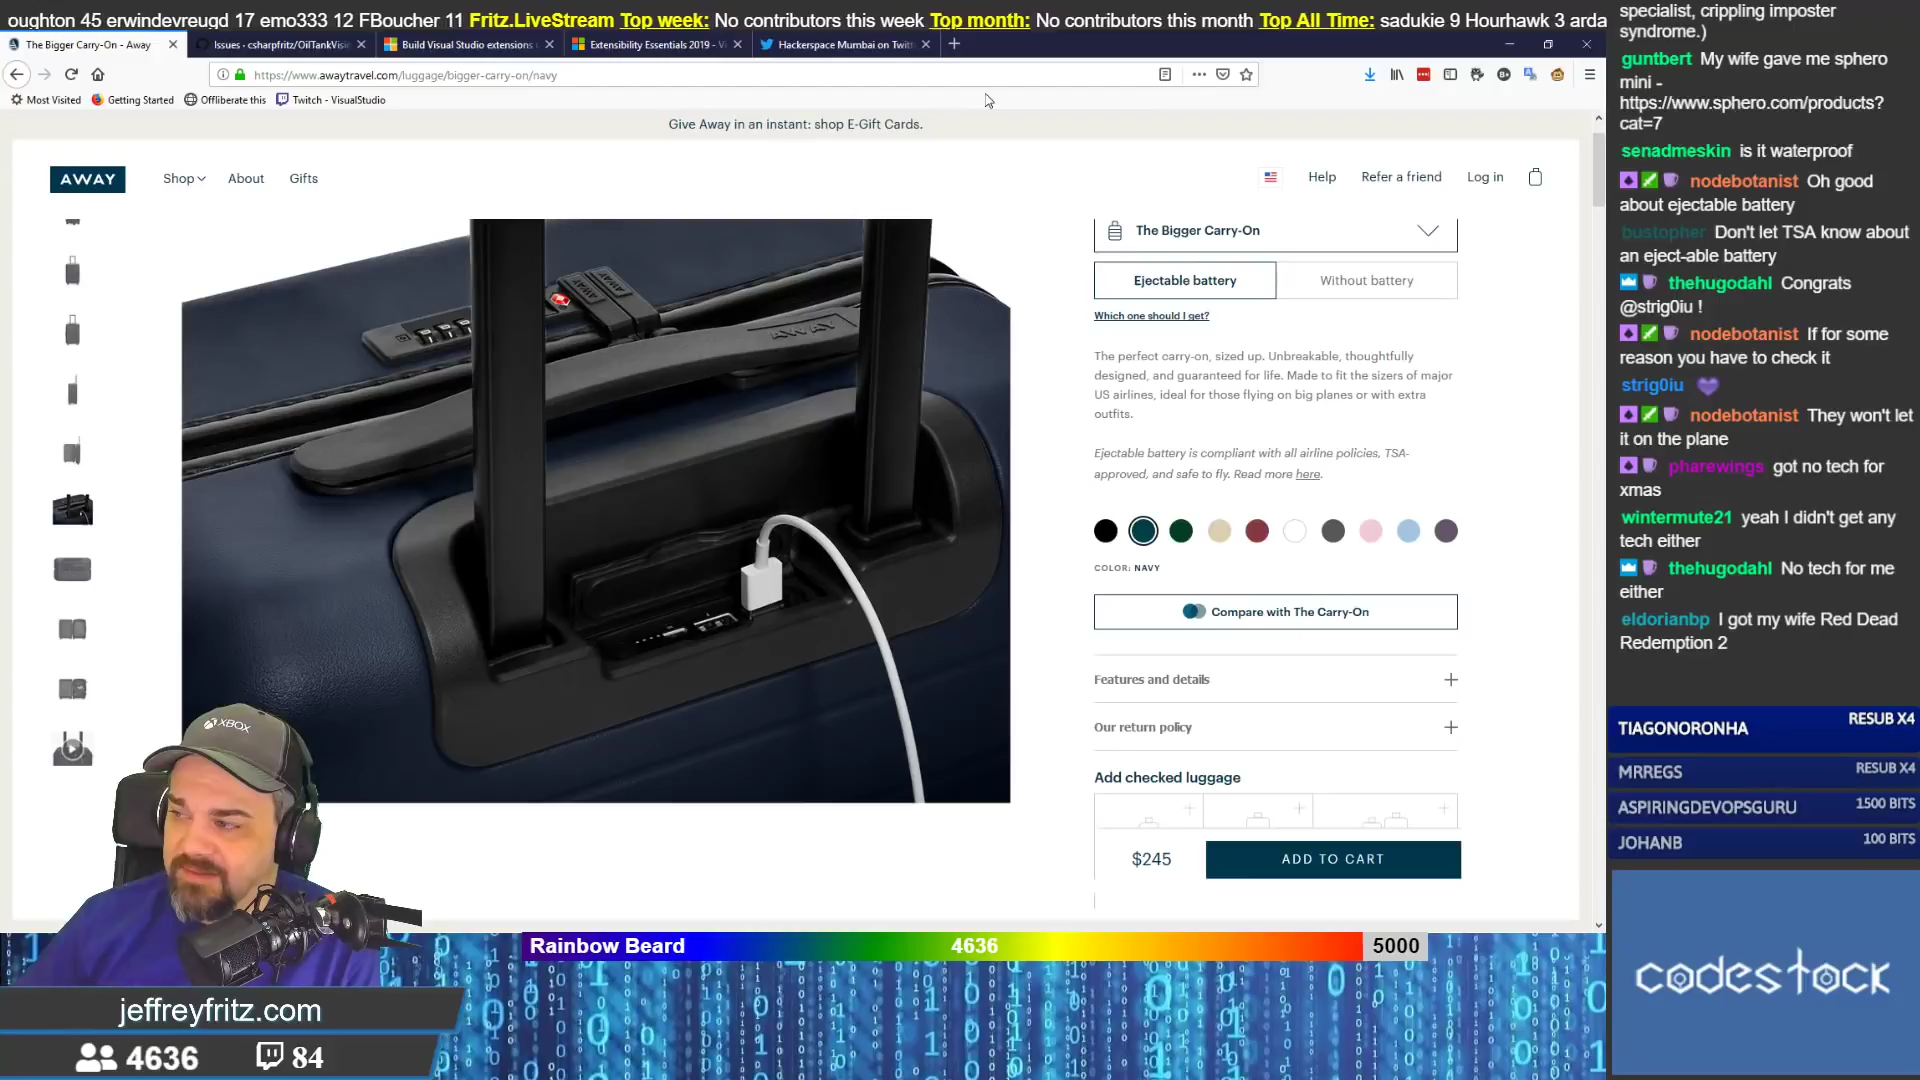 oughton 45 erwindevreugd 17 emo333 12 FBoucher 11 Fritz.LiveStream Top week: No contributors this week Top month: No contributors this month Top All Time: sadukie 9 Hourhawk 3 arda
The Bigger Carry-On - Away
Issues · csharpfritz/OilTankVisi
Build Visual Studio extensions
Extensibility Essentials 2019 - V
Hackerspace Mumbai on Twitt
https://www.awaytravel.com/luggage/bigger-carry-on/navy
Most Visited
Getting Started
Offliberate this
Twitch - VisualStudio
Give Away in an instant: shop E-Gift Cards.
AWAY
Shop
About
Gifts
Help
Refer a friend
Log in
The Bigger Carry-On
Ejectable battery
Without battery
Which one should I get?
The perfect carry-on, sized up. Unbreakable, thoughtfully
designed, and guaranteed for life. Made to fit the sizers of major
US airlines, ideal for those flying on big planes or with extra
outfits.
Ejectable battery is compliant with all airline policies, TSA-
approved, and safe to fly. Read more here.
COLOR: NAVY
Compare with The Carry-On
Features and details
Our return policy
Add checked luggage
$245
ADD TO CART
AWAY
AWAY
AWAY
XBOX
specialist, crippling imposter
syndrome.)
guntbert My wife gave me sphero
mini -
https://www.sphero.com/products?
cat=7
senadmeskin is it waterproof
nodebotanist Oh good
about ejectable battery
bustopher Don't let TSA know about
an eject-able battery
thehugodahl Congrats
@strig0iu !
nodebotanist If for some
reason you have to check it
strig0iu
nodebotanist They won't let
it on the plane
pharewings got no tech for
xmas
wintermute21 yeah I didn't get any
tech either
thehugodahl No tech for me
either
eldorianbp I got my wife Red Dead
Redemption 2
TIAGONORONHA RESUB X4
MRREGS RESUB X4
ASPIRINGDEVOPSGURU 1500 BITS
JOHANB 100 BITS
codestock
Rainbow Beard 4636 5000
jeffreyfritz.com
4636
84